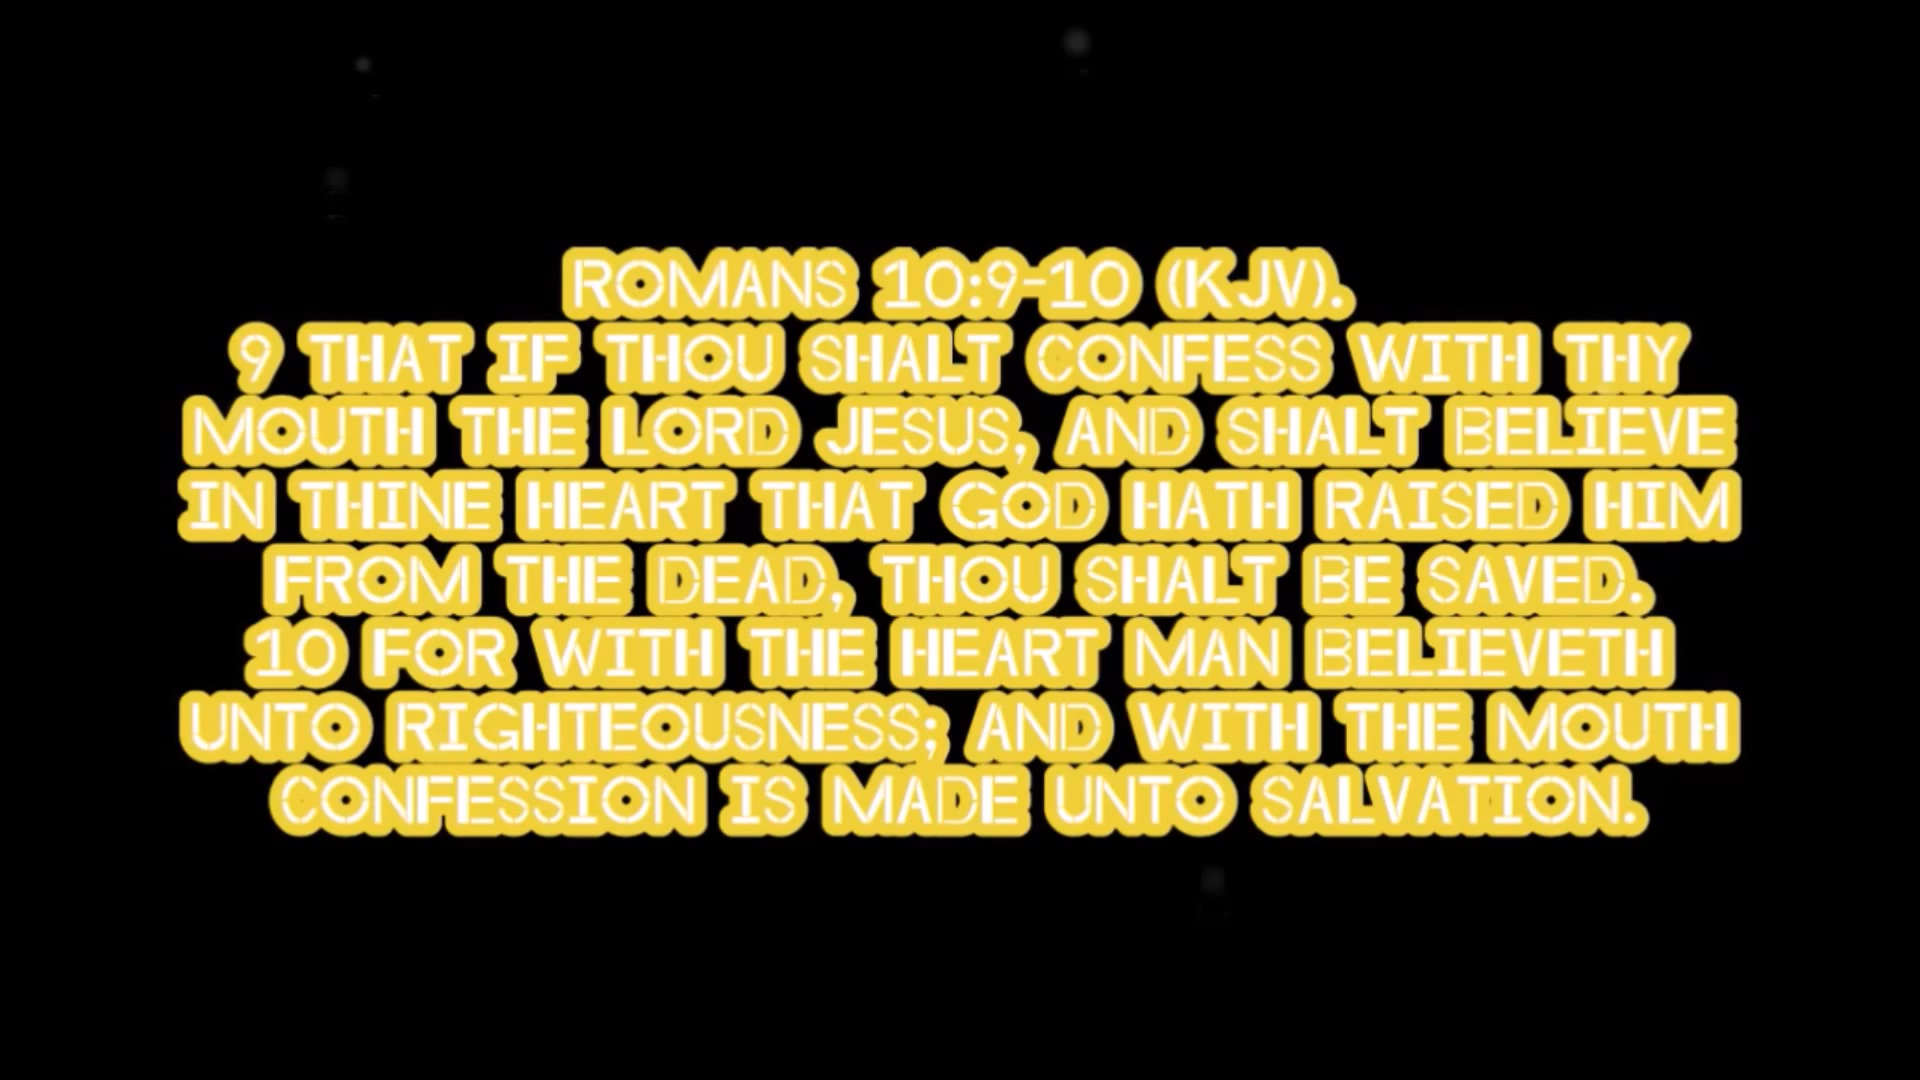 ROMANS 10:9-10 (KJV).
9 THAT IF THOU SHALT CONFESS WITH THY
MOUTH THE LORD JESUS, AND SHALT BELIEVE
IN THINE HEART THAT GOD HATH RAISED HIM
FROM THE DEAD, THOU SHALT BE SAVED.
10 FOR WITH THE HEART MAN BELIEVETH
UNTO RIGHTEOUSNESS; AND WITH THE MOUTH
CONFESSION IS MADE UNTO SALVATION.